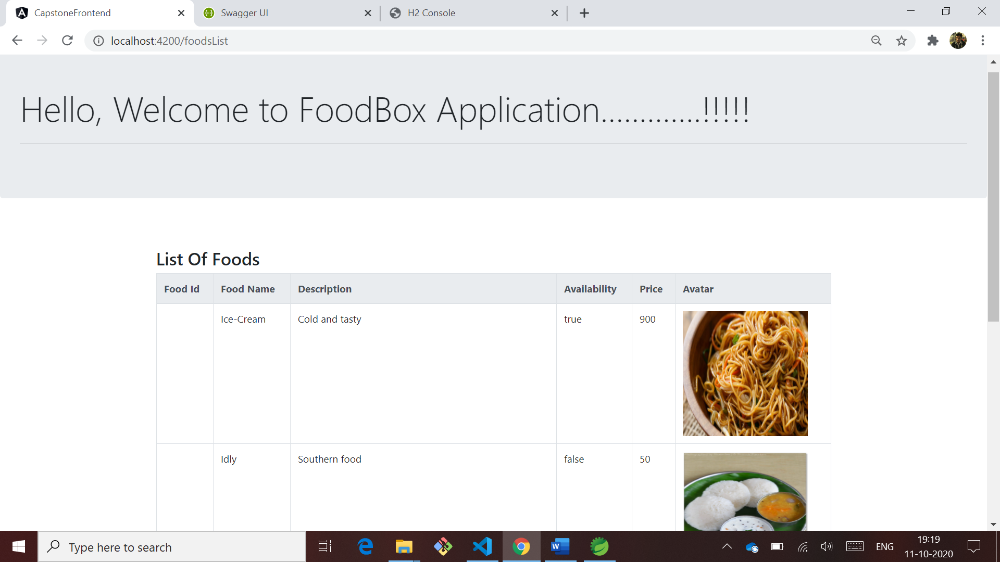 CapstoneFrontend
Swagger UI
H2 Console
localhost:4200/foodsList
Hello, Welcome to FoodBox Application.............!!!!!
List Of Foods
Food Id Food Name Description Availability Price Avatar
Ice-Cream Cold and tasty true 900
Idly Southern food false 50
Type here to search
ENG
19:19
11-10-2020